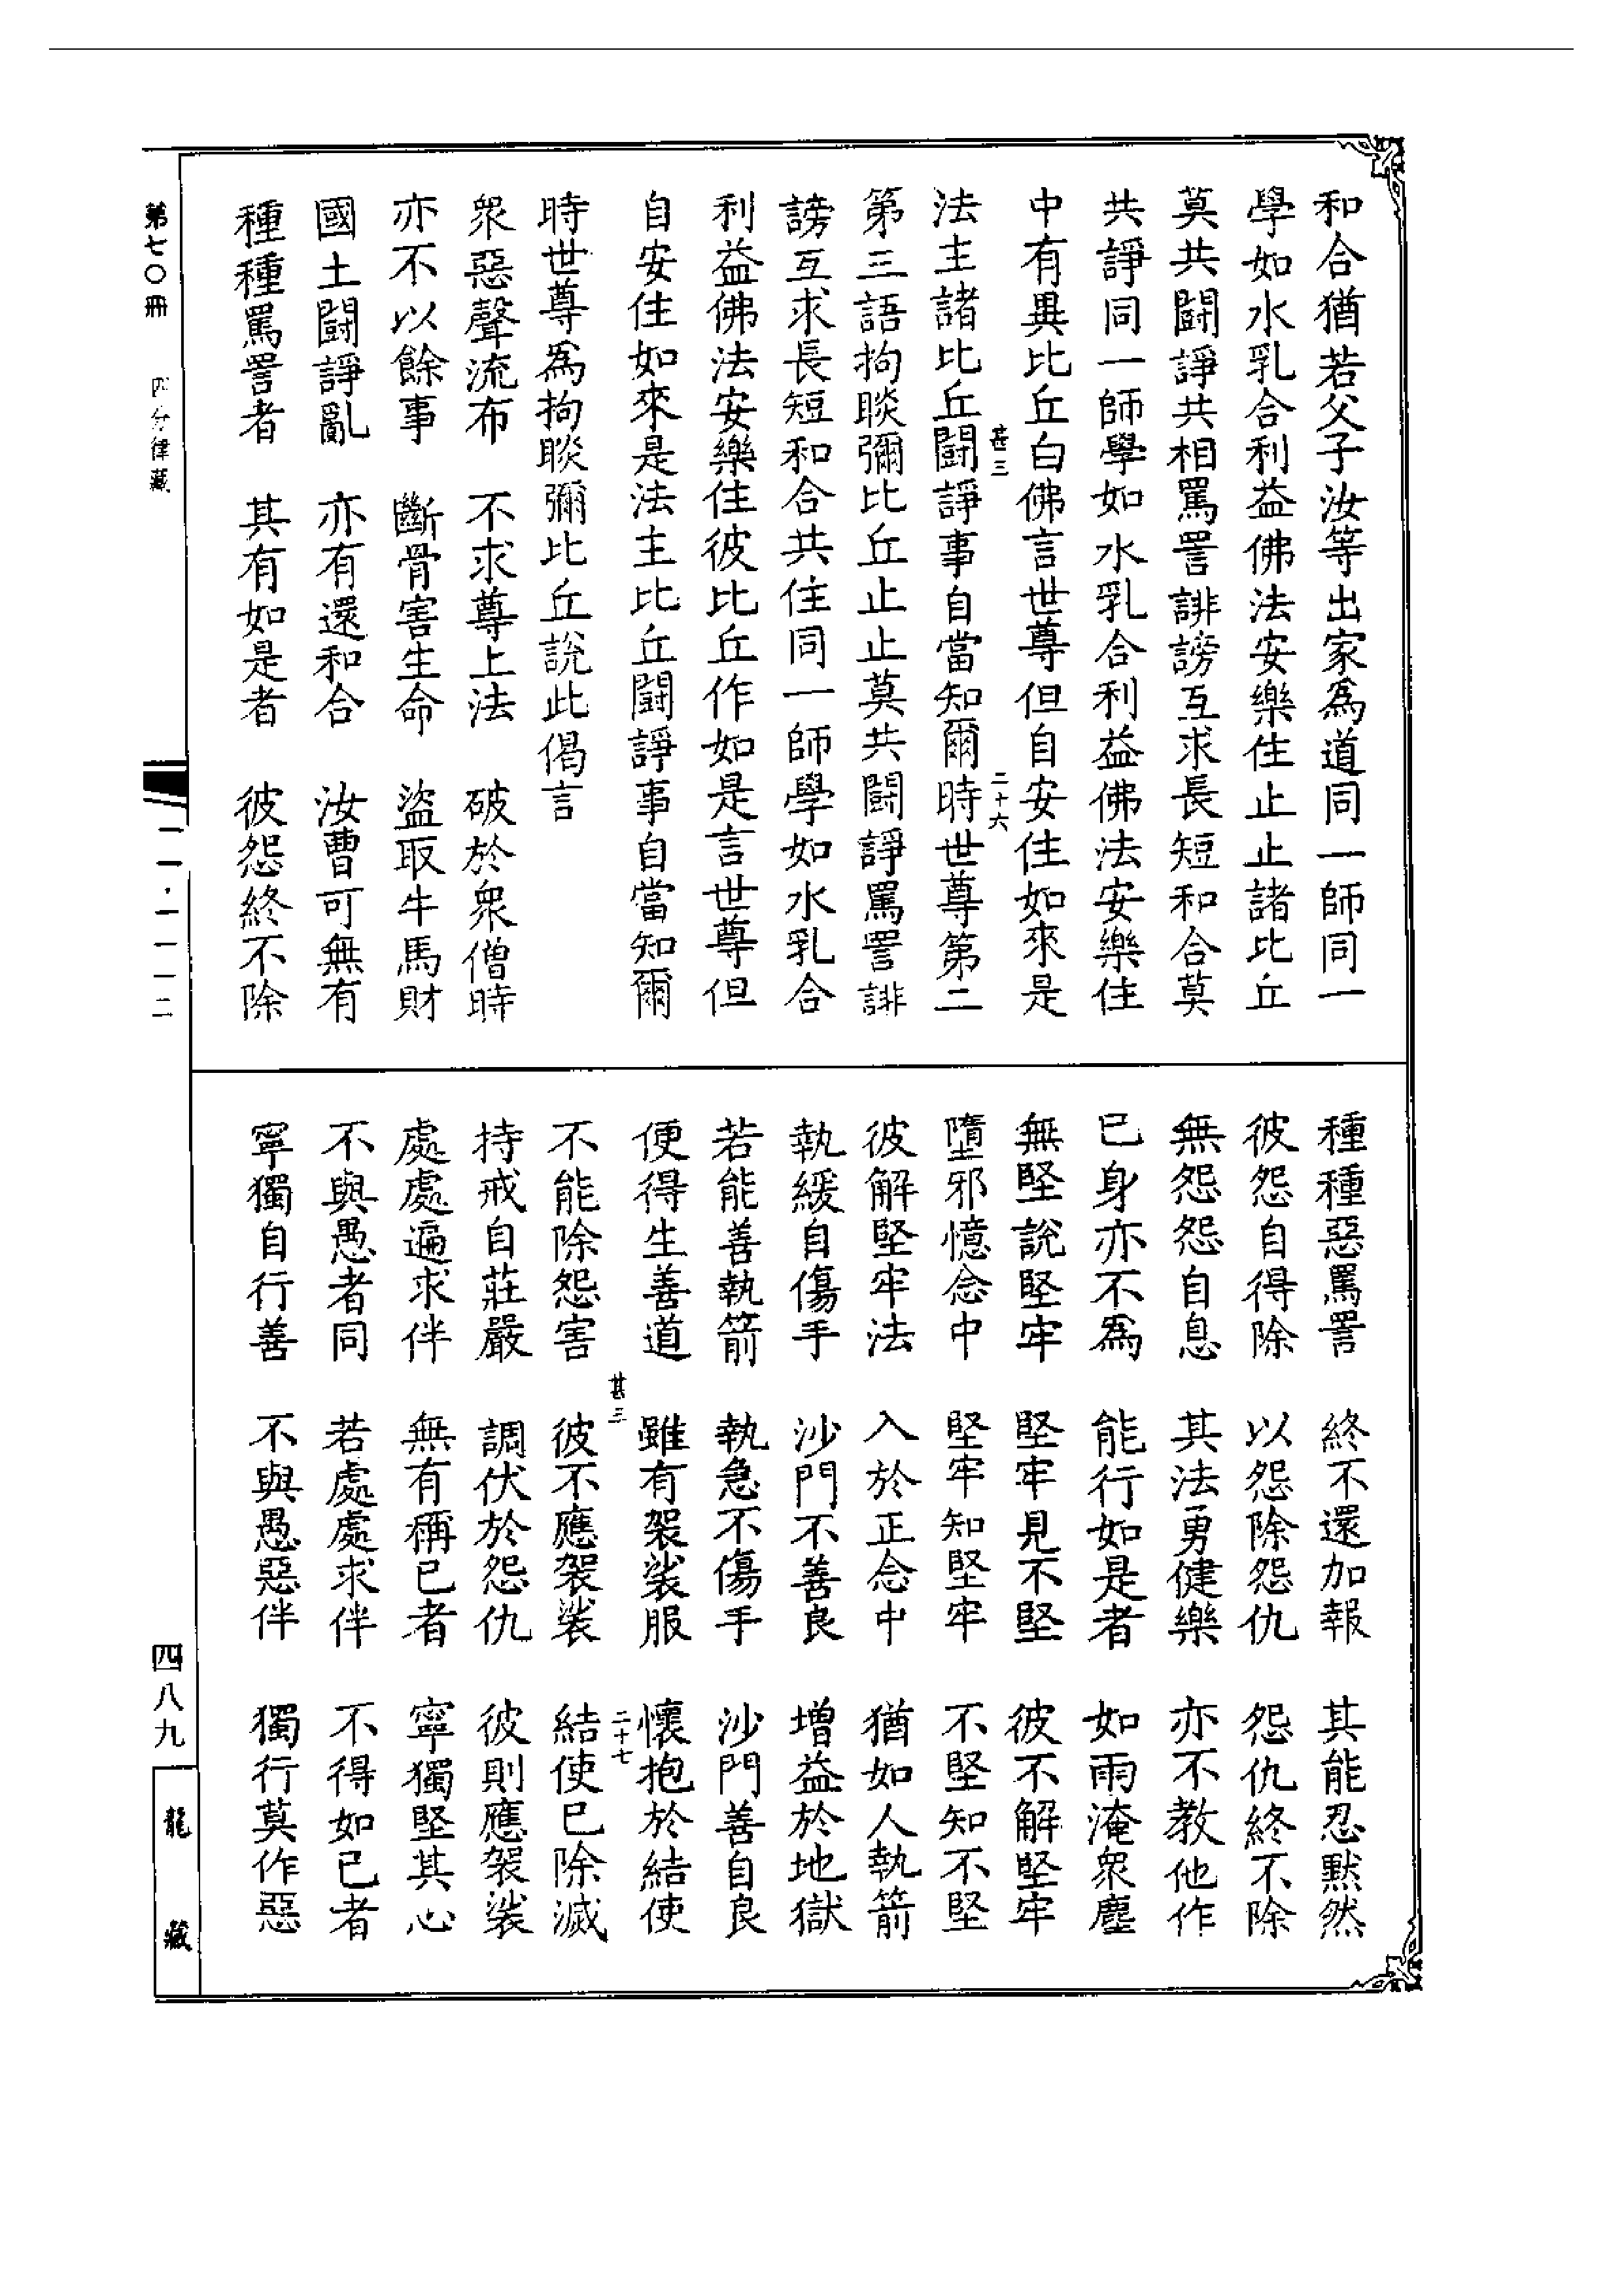 和合猶若父子汝等出家爲道同一師同一
學如水乳合利益佛法安樂住止止諸比丘
莫共鬪諍共相罵詈誹謗互求長短和合莫
共諍同一師學如水乳合利益佛法安樂住
中有異比丘白佛言世尊但自安住如來是
甚三
二十六
法主諸比丘鬪諍事自當知爾時世尊第二
第三語拘睒彌比丘止止莫共鬪諍罵詈誹
謗互求長短和合共住同一師學如水乳合
利益佛法安樂住彼比丘作如是言世尊但
自安住如來是法主比丘鬪諍事自當知爾
時世尊爲拘睒彌比丘說此偈言
衆惡聲流布　不求尊上法　破於衆僧時
亦不以餘事　斷骨害生命　盜取牛馬財
國土鬪諍亂　亦有還和合　汝曹可無有
種種罵詈者　其有如是者　彼怨終不除
種種惡罵詈　終不還加報　其能忍默然
彼怨自得除　以怨除怨仇　怨仇終不除
無怨怨自息　其法勇健樂　亦不教他作
已身亦不爲　能行如是者　如雨淹衆塵
無堅說堅牢　堅牢見不堅　彼不解堅牢
墮邪憶念中　堅牢知堅牢　不堅知不堅
彼解堅牢法　入於正念中　猶如人執箭
執緩自傷手　沙門不善良　增益於地獄
若能善執箭　執急不傷手　沙門善自良
便得生善道　雖有袈裟服　懷抱於結使
甚三
二十七
不能除怨害　彼不應袈裟　結使已除滅
持戒自莊嚴　調伏於怨仇　彼則應袈裟
處處遍求伴　無有稱已者　寧獨堅其心
不與愚者同　若處處求伴　不得如已者
寧獨自行善　不與愚惡伴　獨行莫作惡
第七〇冊
四分律藏
四八九
龍藏